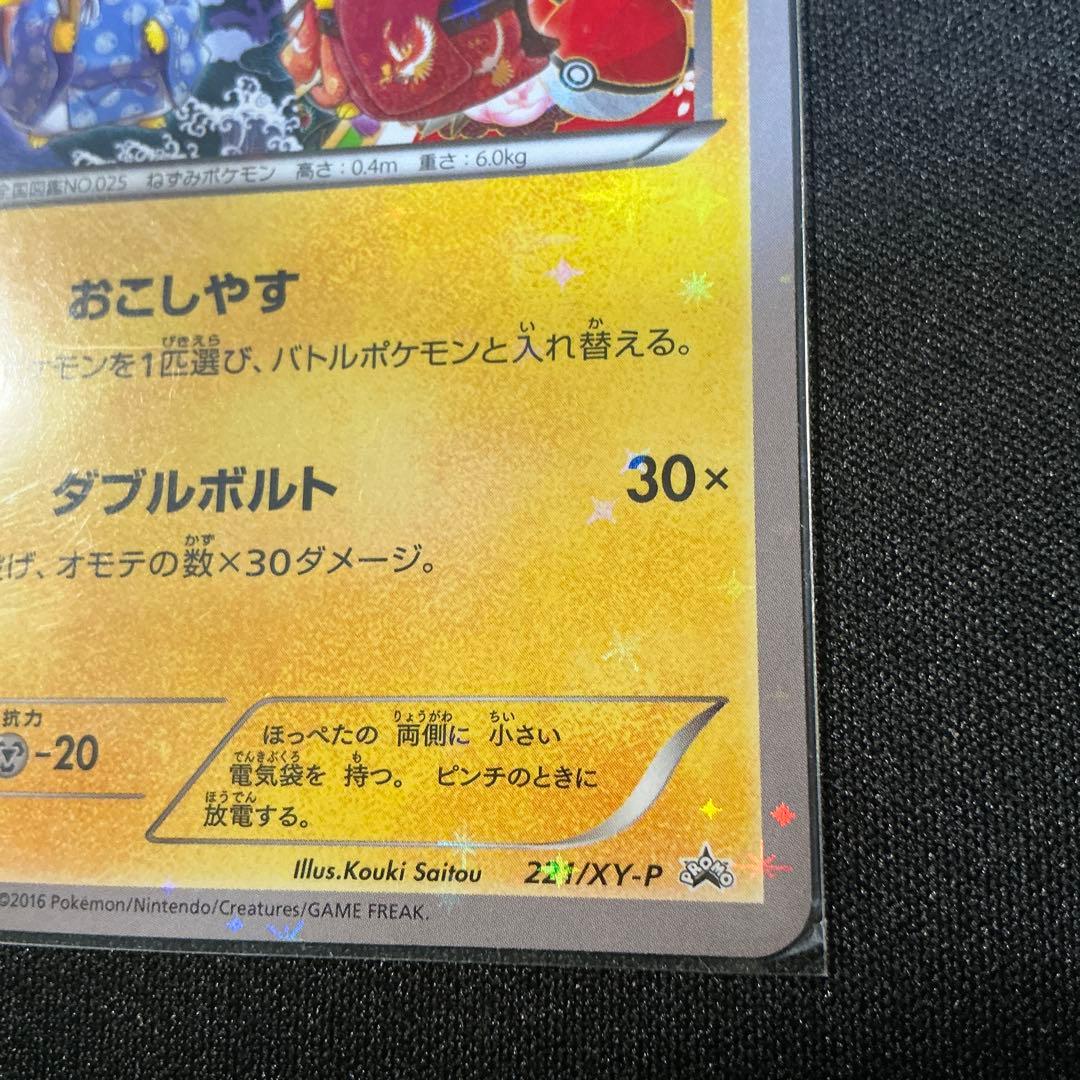 全国図鑑NO.025 ねずみポケモン 高さ:0.4m 重さ:6.0kg
おこしやす
ケモンを1匹選び、バトルポケモンと入れ替える。
ダブルボルト 30×
げ、オモテの数×30ダメージ。
抗力
-20
ほっぺたの 両側に 小さい
電気袋を 持つ。 ピンチのときに
放電する。
Illus.Kouki Saitou 221/XY-P PROMO
©2016 Pokémon/Nintendo/Creatures/GAME FREAK.